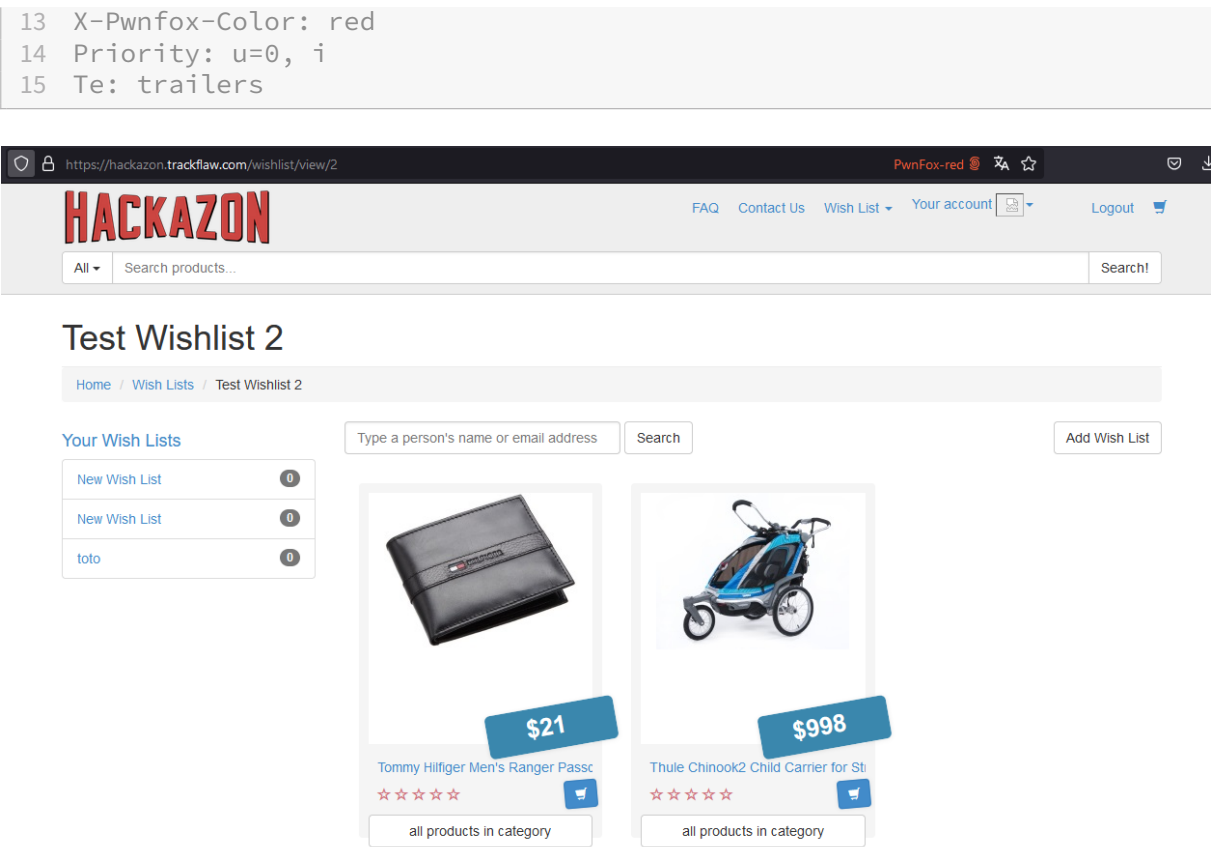 13 X-Pwnfox-Color: red
14 Priority: u=0, i
15 Te: trailers
https://hackazon.trackflaw.com/wishlist/view/2 PwnFox-red
HACKAZON
FAQ Contact Us Wish List Your account Logout
All Search products... Search!
Test Wishlist 2
Home / Wish Lists / Test Wishlist 2
Your Wish Lists
Type a person's name or email address Search Add Wish List
New Wish List 0
New Wish List 0
toto 0
$21 $998
Tommy Hilfiger Men's Ranger Passc Thule Chinook2 Child Carrier for Str
all products in category all products in category